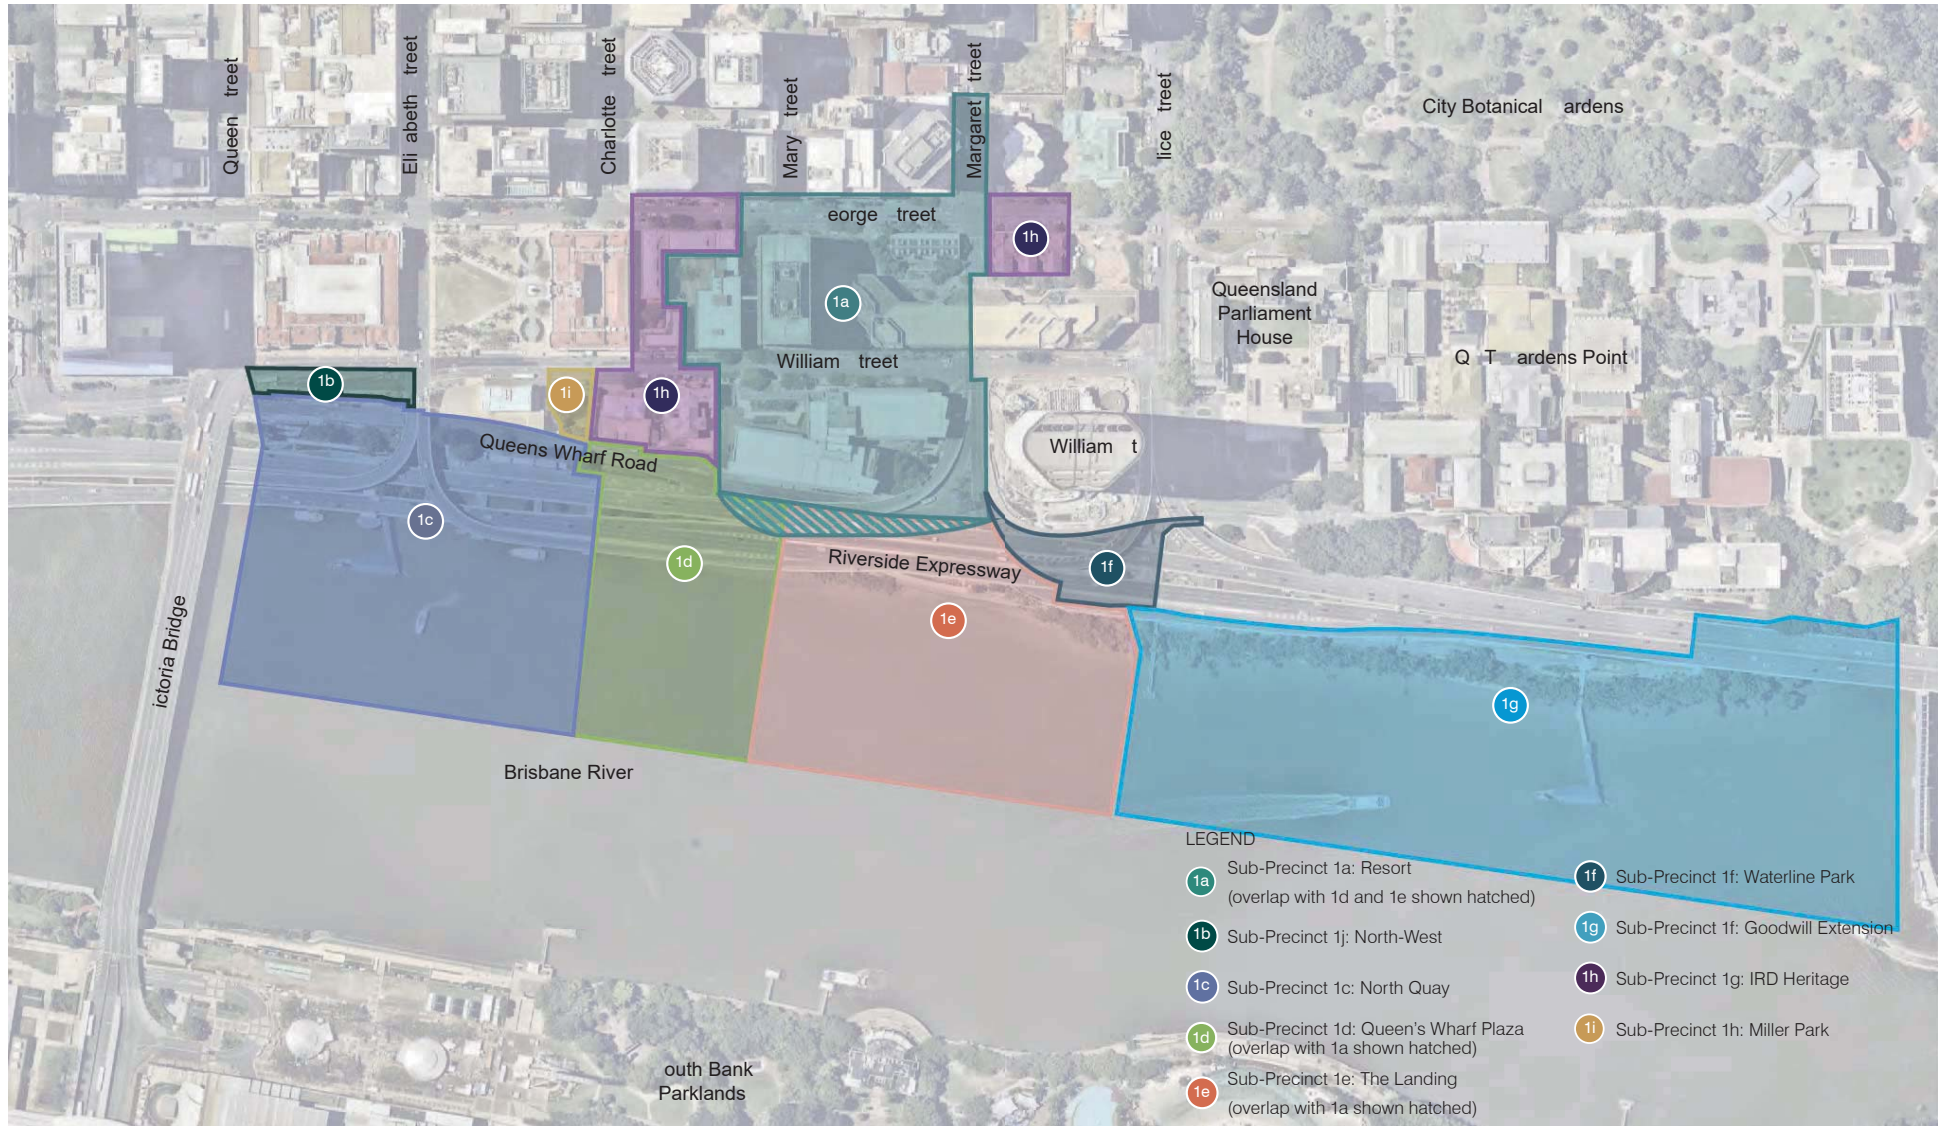 Queen treet
Eli abeth treet
Charlotte treet
Mary treet
Margaret treet
lice treet
City Botanical ardens
eorge treet
1h
1a
Queensland
Parliament
House
William treet
Q T ardens Point
1b
1i
1h
Queens Wharf Road
William t
1c
1d
Riverside Expressway
1f
1e
ictoria Bridge
1g
Brisbane River
outh Bank
Parklands
LEGEND
1a Sub-Precinct 1a: Resort
(overlap with 1d and 1e shown hatched)
1b Sub-Precinct 1j: North-West
1c Sub-Precinct 1c: North Quay
1d Sub-Precinct 1d: Queen's Wharf Plaza
(overlap with 1a shown hatched)
1e Sub-Precinct 1e: The Landing
(overlap with 1a shown hatched)
1f Sub-Precinct 1f: Waterline Park
1g Sub-Precinct 1f: Goodwill Extension
1h Sub-Precinct 1g: IRD Heritage
1i Sub-Precinct 1h: Miller Park